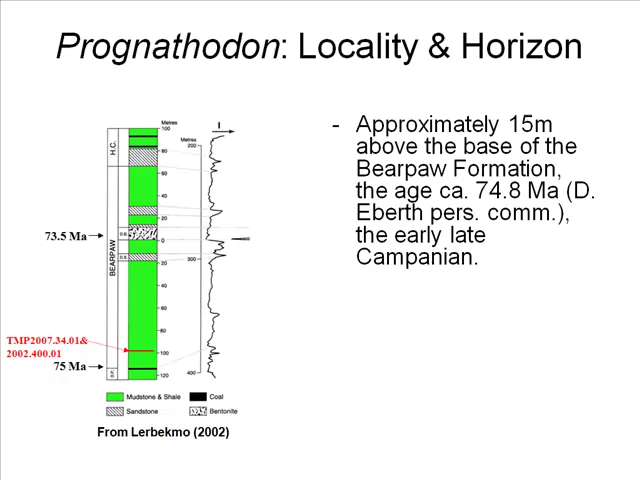 Prognathodon: Locality & Horizon
- Approximately 15m
above the base of the
Bearpaw Formation,
the age ca. 74.8 Ma (D.
Eberth pers. comm.),
the early late
Campanian.
Metres
100
80
60
40
20
0
20
40
60
80
100
120
H.C.
BEARPAW
D.B.
D.R.
D.P.
I
Metres
200
300
400
73.5 Ma
TMP2007.34.01&
2002.400.01
75 Ma
Mudstone & Shale
Coal
Sandstone
Bentonite
From Lerbekmo (2002)